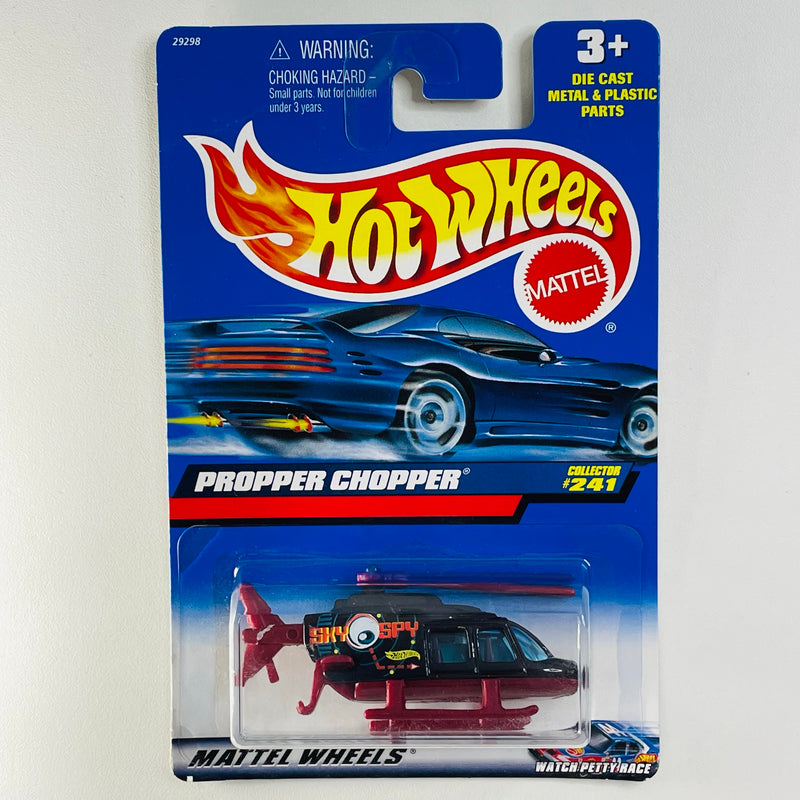 29298
⚠ WARNING:
CHOKING HAZARD –
Small parts. Not for children
under 3 years.
3+
DIE CAST
METAL & PLASTIC
PARTS
HOT WHEELS
MATTEL
®
PROPPER CHOPPER®
COLLECTOR
#241
SKY SPY
MATTEL WHEELS®
WATCH PETTY RACE